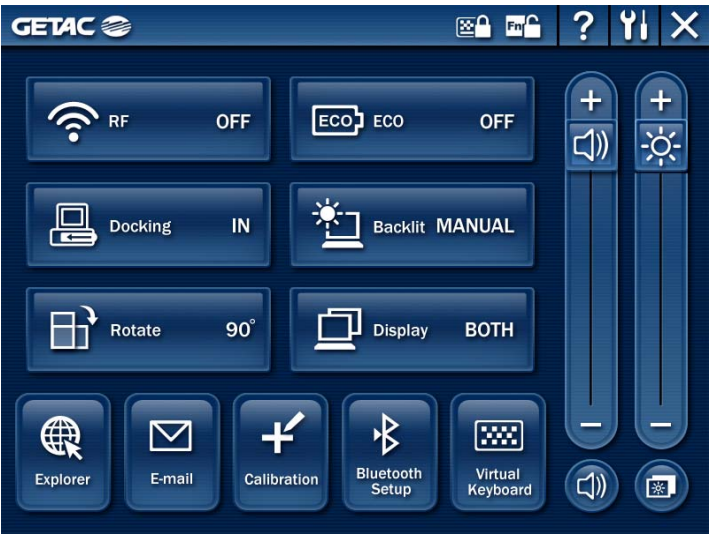 GETAC
Fn
?
RF OFF
ECO ECO OFF
Docking IN
Backlit MANUAL
Rotate 90°
Display BOTH
Explorer
E-mail
Calibration
Bluetooth
Setup
Virtual
Keyboard